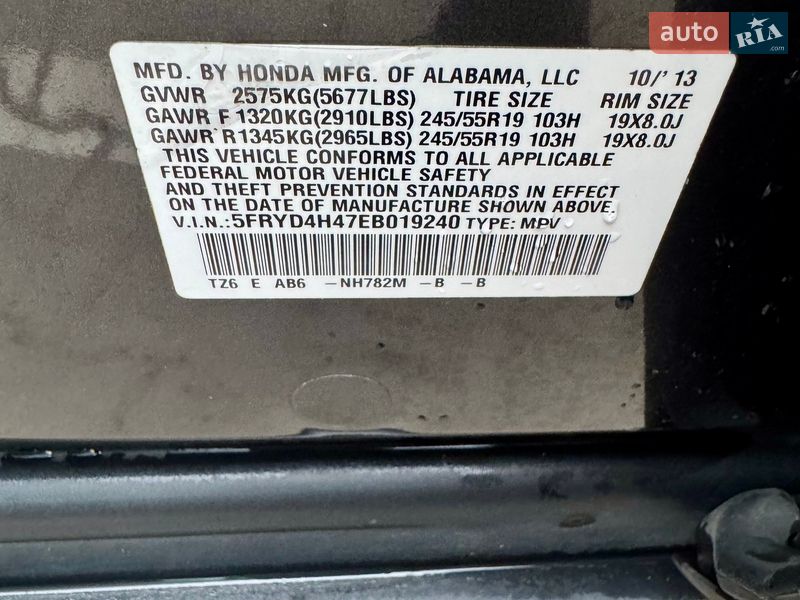 auto RIA .com
MFD. BY HONDA MFG. OF ALABAMA, LLC 10/'13
GVWR 2575KG(5677LBS) TIRE SIZE RIM SIZE
GAWR F 1320KG(2910LBS) 245/55R19 103H 19X8.0J
GAWR R1345KG(2965LBS) 245/55R19 103H 19X8.0J
THIS VEHICLE CONFORMS TO ALL APPLICABLE
FEDERAL MOTOR VEHICLE SAFETY
AND THEFT PREVENTION STANDARDS IN EFFECT
ON THE DATE OF MANUFACTURE SHOWN ABOVE.
V.I.N.:5FRYD4H47EB019240 TYPE: MPV
TZ6 E AB6 -NH782M -B -B